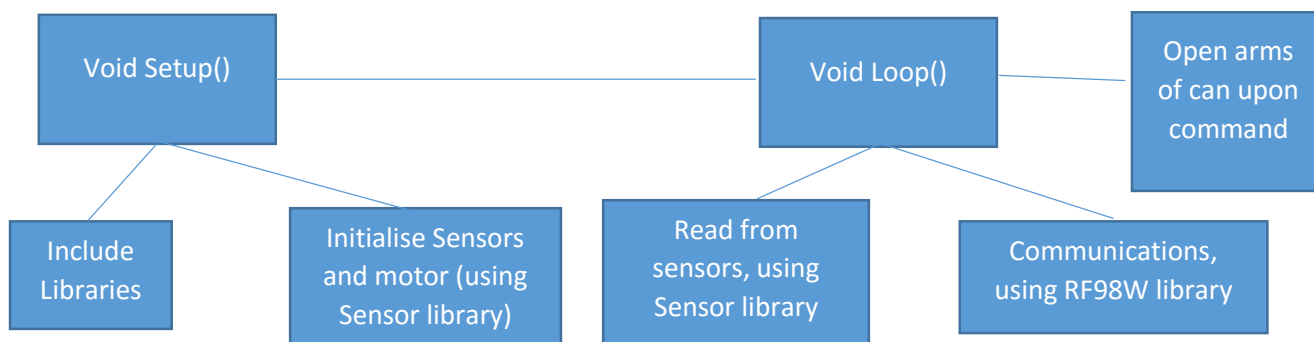 Void Setup()
Void Loop()
Open arms
of can upon
command
Include
Libraries
Initialise Sensors
and motor (using
Sensor library)
Read from
sensors, using
Sensor library
Communications,
using RF98W library